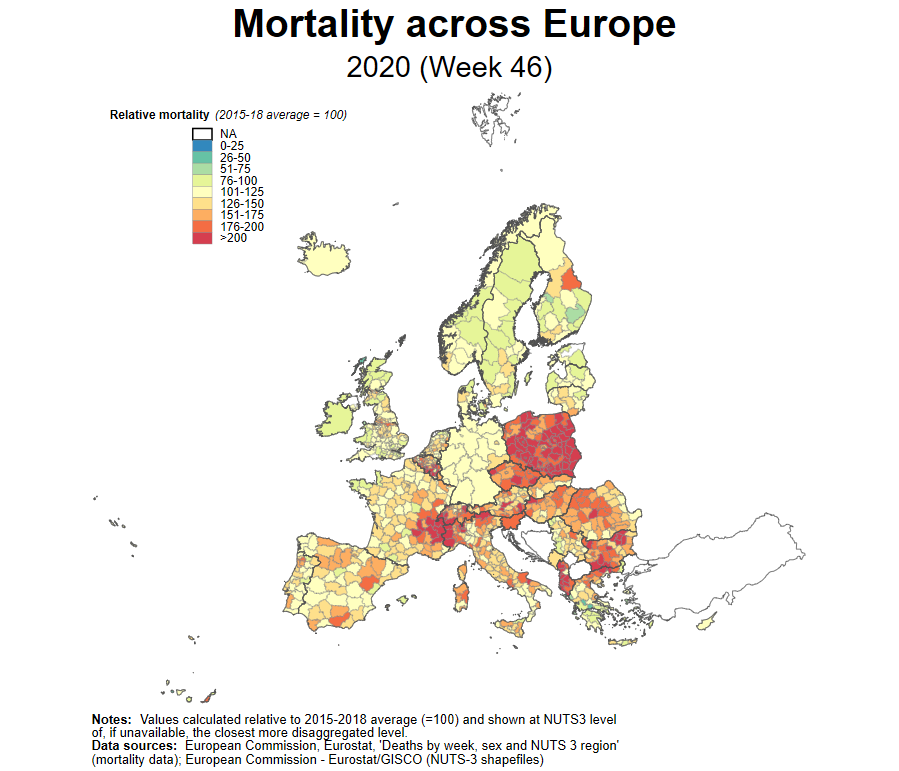 Mortality across Europe
2020 (Week 46)
Relative mortality (2015-18 average = 100)
NA
0-25
26-50
51-75
76-100
101-125
126-150
151-175
176-200
>200
Notes: Values calculated relative to 2015-2018 average (=100) and shown at NUTS3 level
of, if unavailable, the closest more disaggregated level.
Data sources: European Commission, Eurostat, 'Deaths by week, sex and NUTS 3 region'
(mortality data); European Commission - Eurostat/GISCO (NUTS-3 shapefiles)